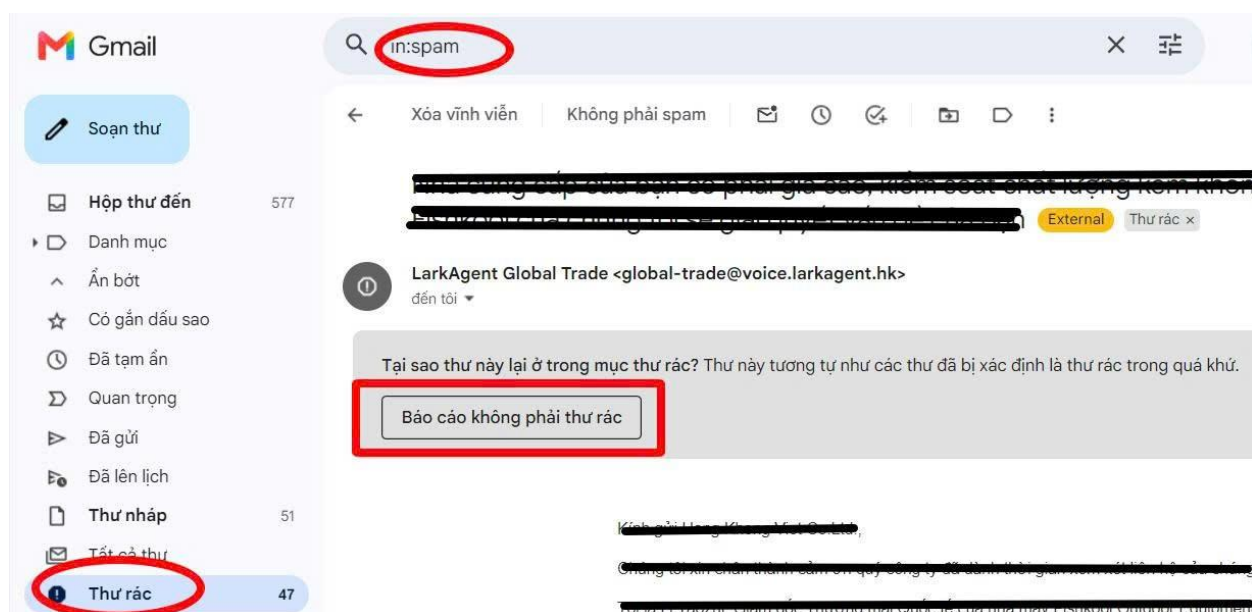 Gmail
in:spam
Soạn thư
Xóa vĩnh viễn
Không phải spam
Hộp thư đến 577
Danh mục
Ẩn bớt
Có gắn dấu sao
Đã tạm ẩn
Quan trọng
Đã gửi
Đã lên lịch
Thư nháp 51
Tất cả thư
Thư rác 47
External Thư rác ×
LarkAgent Global Trade <global-trade@voice.larkagent.hk>
đến tôi
Tại sao thư này lại ở trong mục thư rác? Thư này tương tự như các thư đã bị xác định là thư rác trong quá khứ.
Báo cáo không phải thư rác